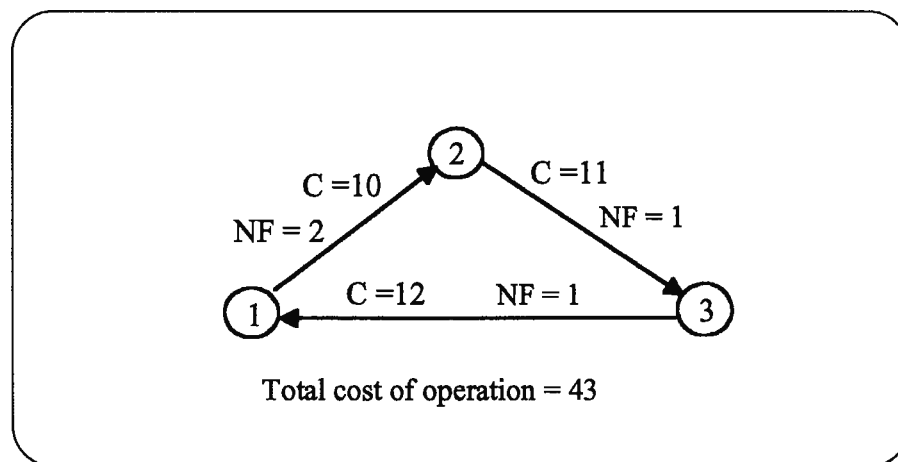 2
C =10
C =11
NF = 2
NF = 1
C =12
NF = 1
1
3
Total cost of operation = 43